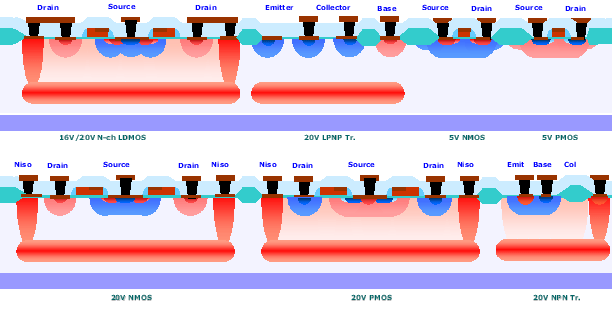 Drain Source Drain Emitter Collector Base Source Drain Source Drain
16V/20V N-ch LDMOS 20V LPNP Tr. 5V NMOS 5V PMOS
Niso Drain Source Drain Niso Niso Drain Source Drain Niso Emit Base Col
20V NMOS 20V PMOS 20V NPN Tr.